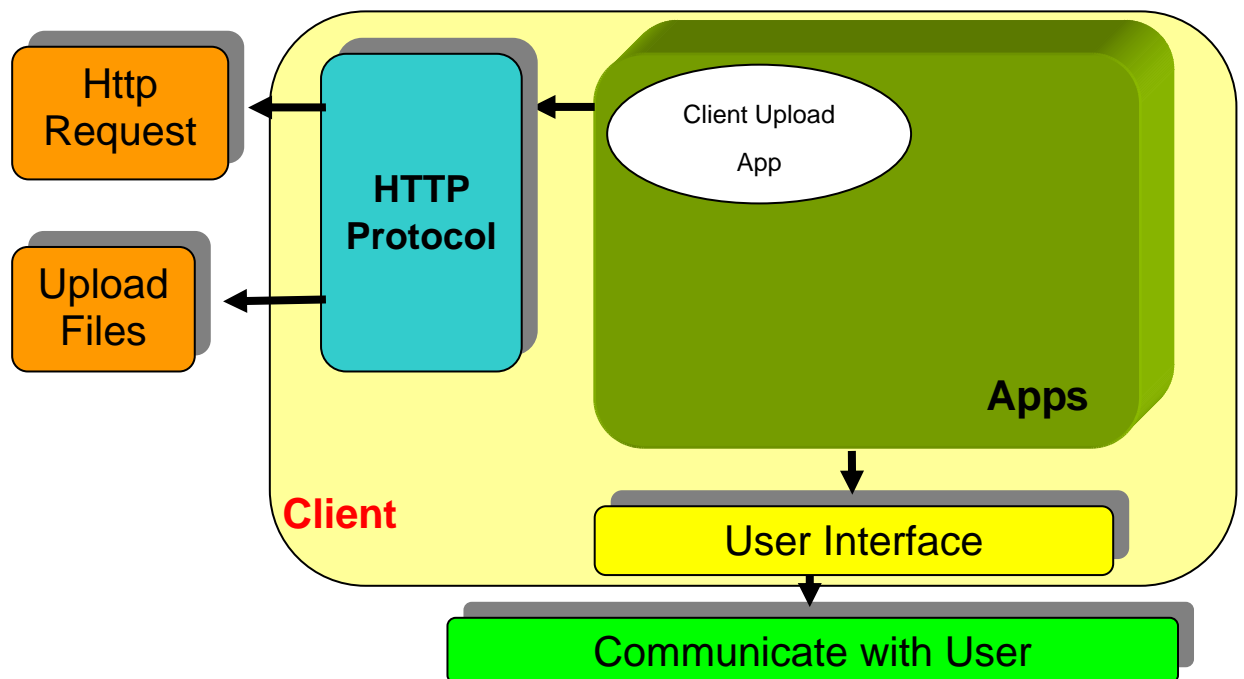 Http
Request
Client Upload
App
HTTP
Protocol
Upload
Files
Apps
Client
User Interface
Communicate with User